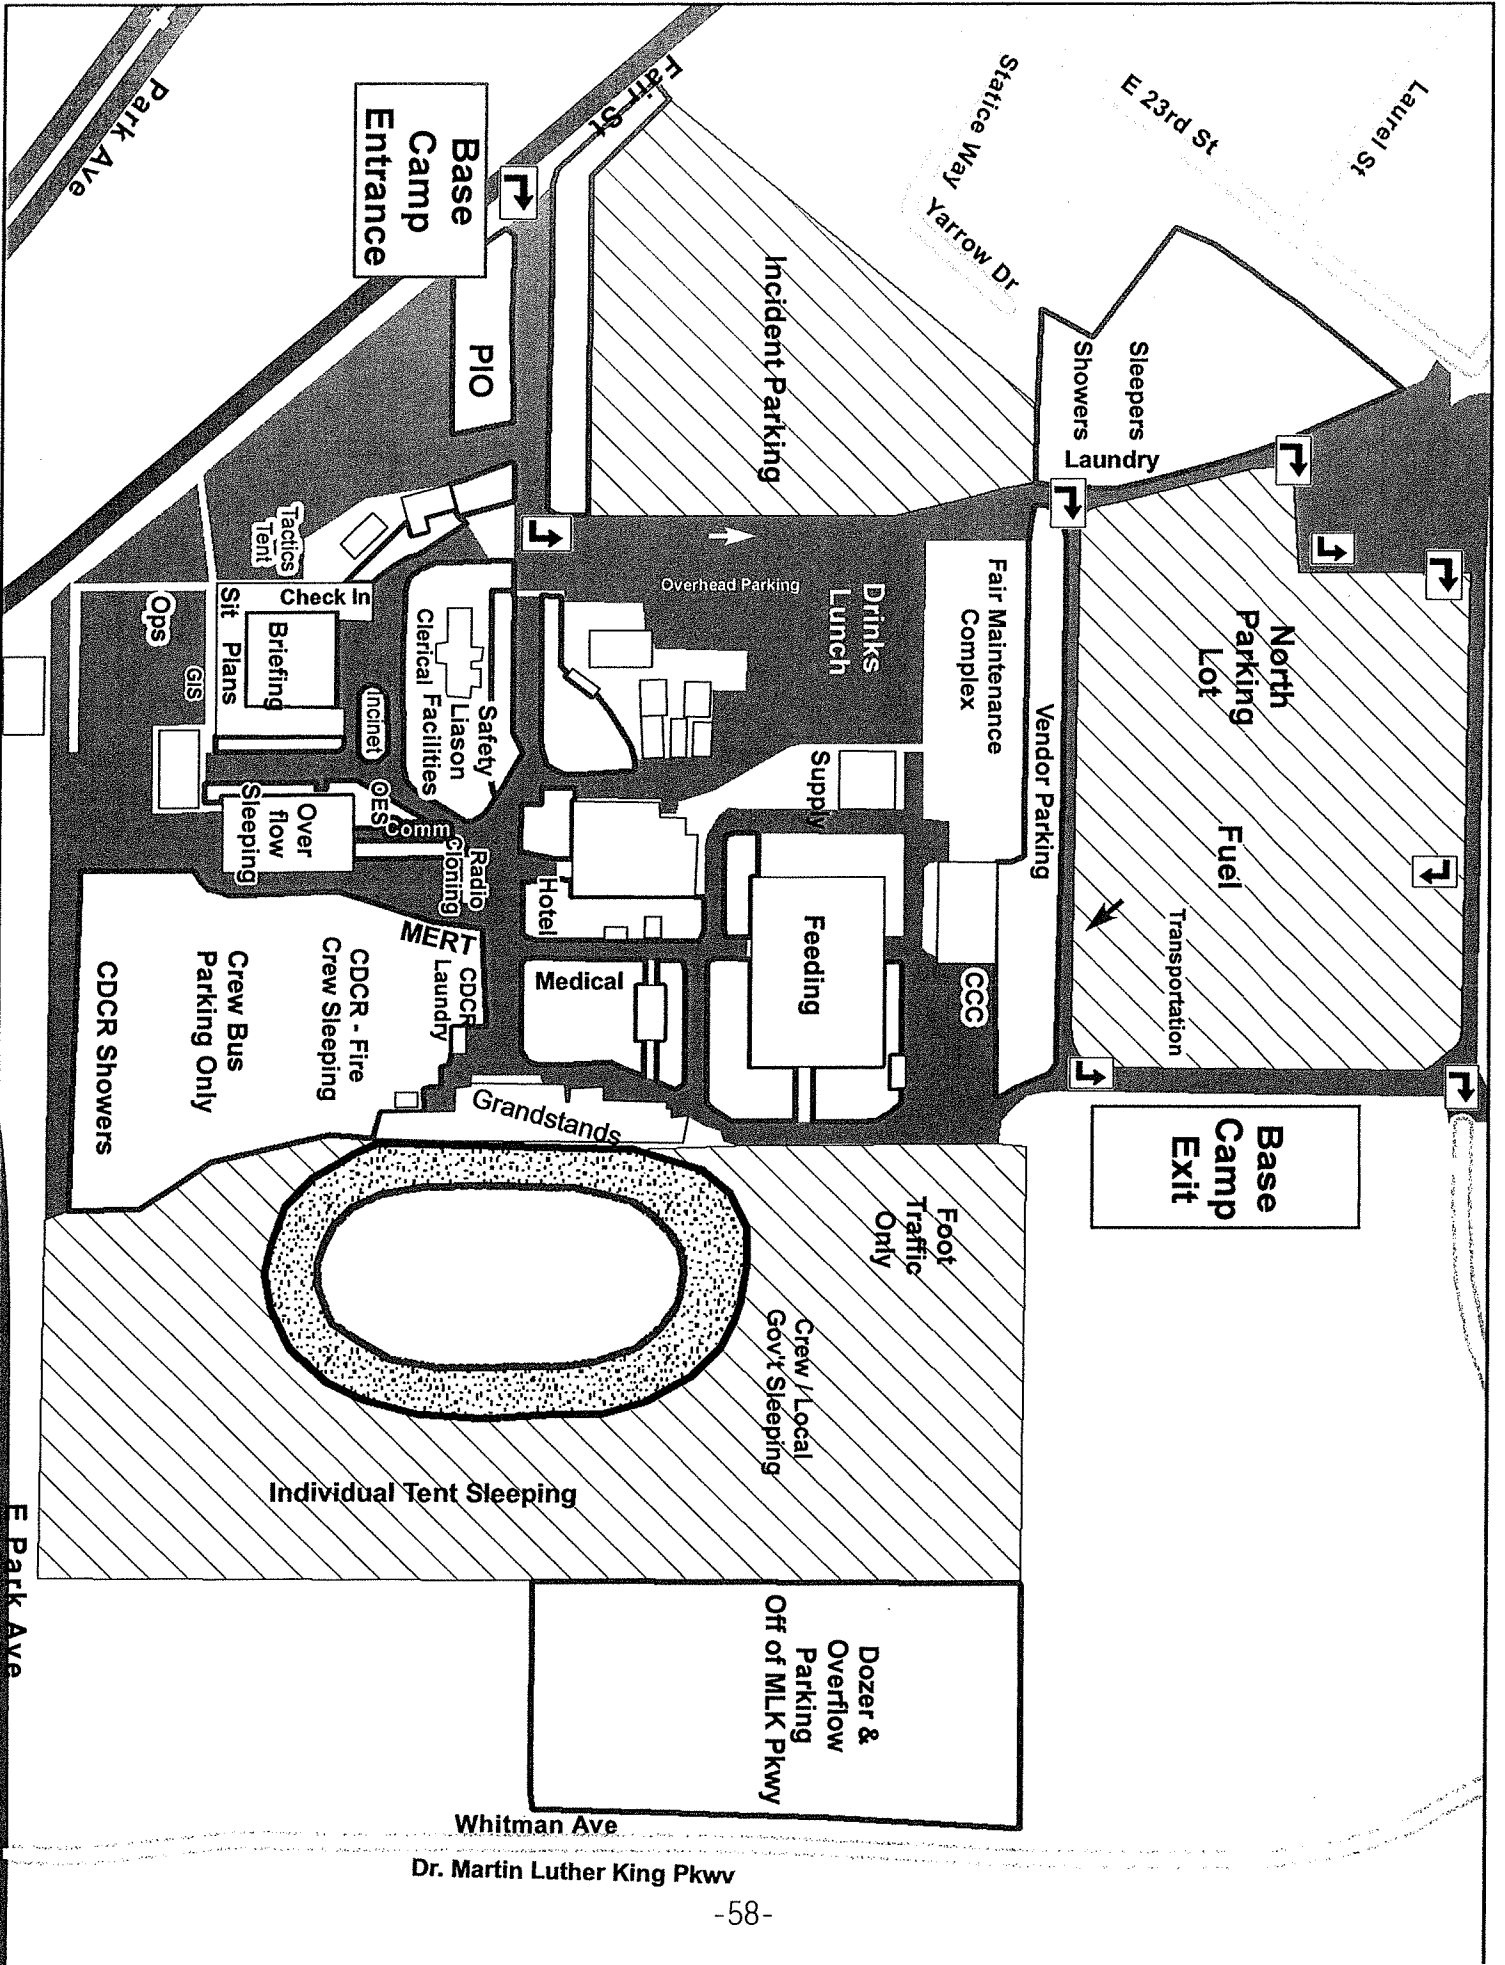 Park Ave
Farr St
Base
Camp
Entrance
PIO
Incident Parking
Statice Way
Yarrow Dr
E 23rd St
Laurel St
Sleepers
Showers
Laundry
Tactics
Tent
Ops
GIS
Check In
Sit Plans
Briefing
Incinet
Clerical
Safety
Liason
Facilities
Overhead Parking
Drinks
Lunch
Fair Maintenance
Complex
Vendor Parking
North
Parking
Lot
Fuel
Transportation
Supply
Over
flow
Sleeping
OES
Comm
Radio
Cloning
Hotel
Feeding
CCC
MERT
CDCR
Laundry
Medical
CDCR - Fire
Crew Sleeping
Crew Bus
Parking Only
CDCR Showers
Grandstands
Base
Camp
Exit
Foot
Traffic
Only
Crew / Local
Gov't Sleeping
Individual Tent Sleeping
E Park Ave
Dozer &
Overflow
Parking
Off of MLK Pkwy
Whitman Ave
Dr. Martin Luther King Pkwy
-58-